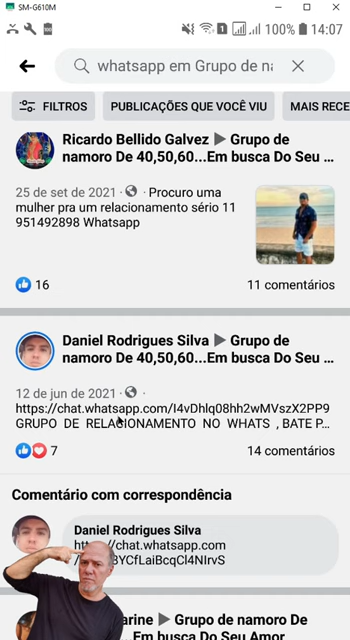 SM-G610M
100% 14:07
whatsapp em Grupo de na
FILTROS
PUBLICAÇÕES QUE VOCÊ VIU
MAIS RECE
Ricardo Bellido Galvez ▶ Grupo de
namoro De 40,50,60...Em busca Do Seu ...
25 de set de 2021 · · Procuro uma
mulher pra um relacionamento sério 11
951492898 Whatsapp
16
11 comentários
Daniel Rodrigues Silva ▶ Grupo de
namoro De 40,50,60...Em busca Do Seu ...
12 de jun de 2021 · ·
https://chat.whatsapp.com/I4vDhlq08hh2wMVszX2PP9
GRUPO DE RELACIONAMENTO NO WHATS , BATE P...
7
14 comentários
Comentário com correspondência
Daniel Rodrigues Silva
https://chat.whatsapp.com
BYCfLaiBcqCl4NIrvS
arine ▶ Grupo de namoro De
...Em busca Do Seu Amor